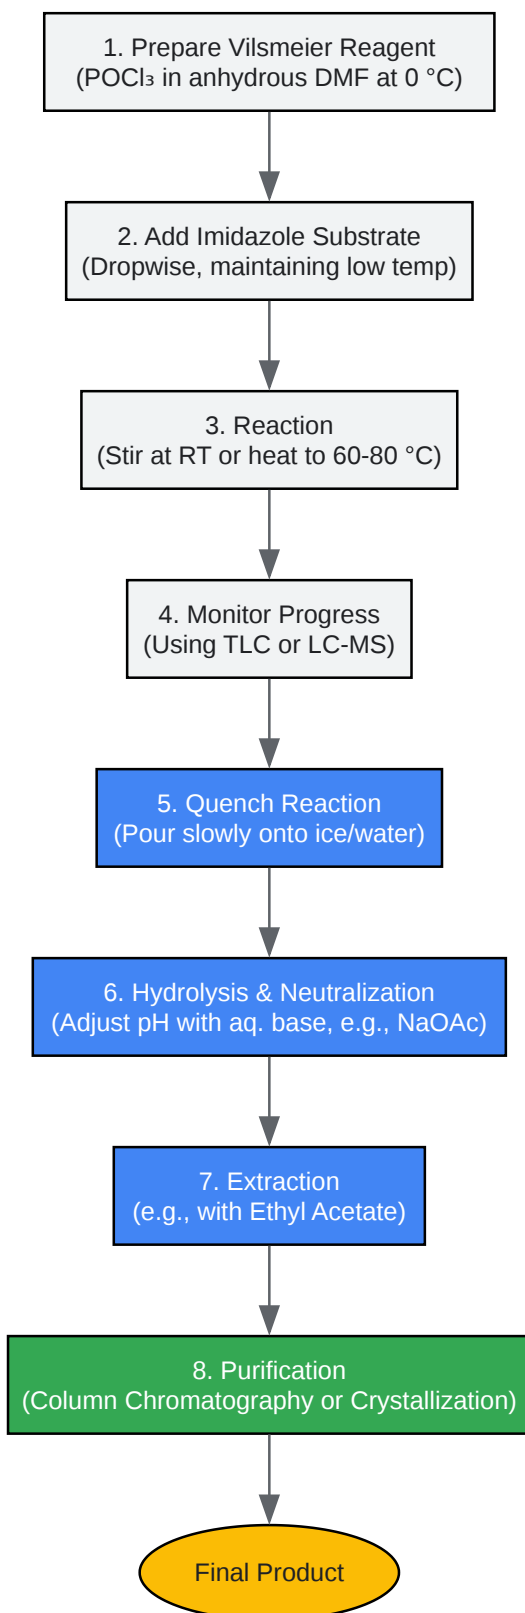 1. Prepare Vilsmeier Reagent
(POCl₃ in anhydrous DMF at 0 °C)
2. Add Imidazole Substrate
(Dropwise, maintaining low temp)
3. Reaction
(Stir at RT or heat to 60-80 °C)
4. Monitor Progress
(Using TLC or LC-MS)
5. Quench Reaction
(Pour slowly onto ice/water)
6. Hydrolysis & Neutralization
(Adjust pH with aq. base, e.g., NaOAc)
7. Extraction
(e.g., with Ethyl Acetate)
8. Purification
(Column Chromatography or Crystallization)
Final Product